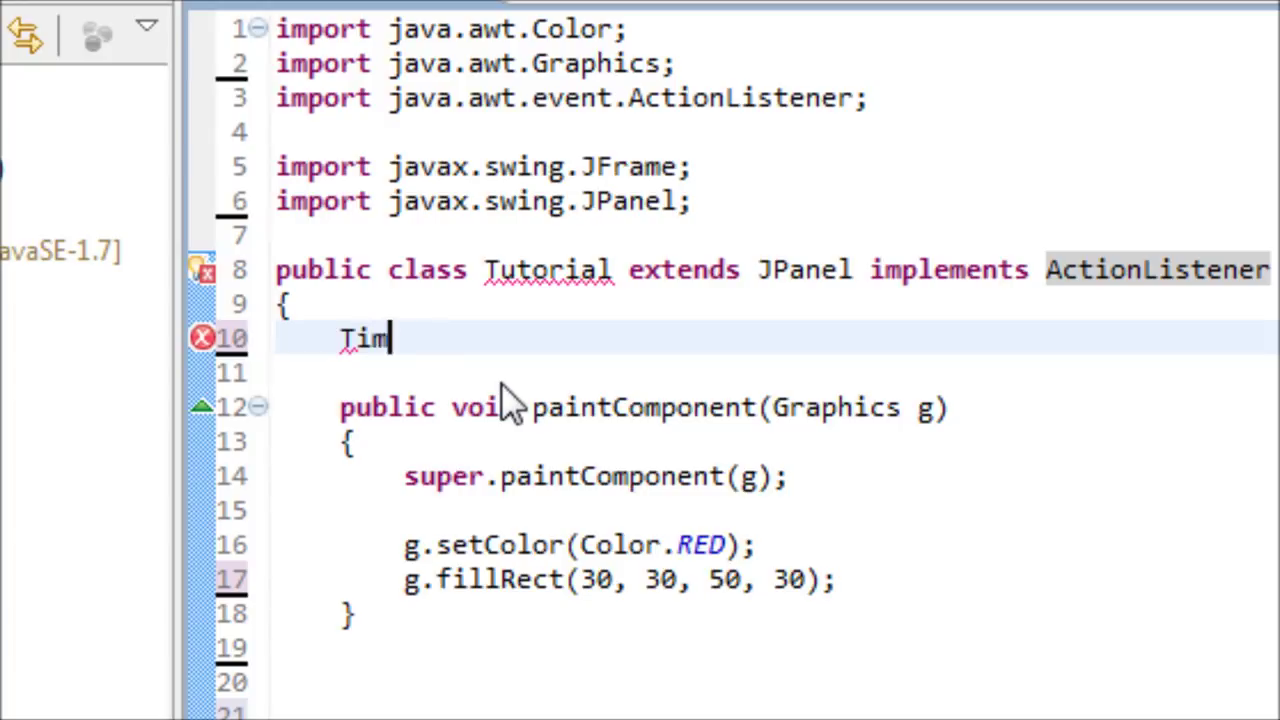 1 import java.awt.Color;
2 import java.awt.Graphics;
3 import java.awt.event.ActionListener;
4
5 import javax.swing.JFrame;
6 import javax.swing.JPanel;
7
avaSE-1.7]
8 public class Tutorial extends JPanel implements ActionListener
9 {
10 Tim
11
12 public voi paintComponent(Graphics g)
13 {
14 super.paintComponent(g);
15
16 g.setColor(Color.RED);
17 g.fillRect(30, 30, 50, 30);
18 }
19
20
21